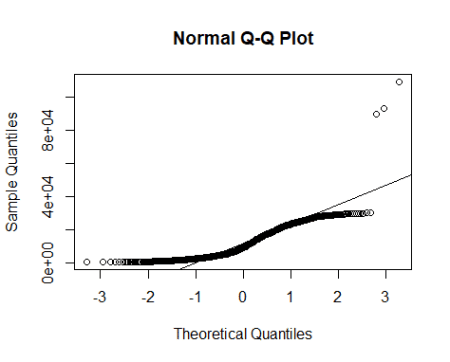 Normal Q-Q Plot
Sample Quantiles
8e+04
4e+04
0e+00
-3 -2 -1 0 1 2 3
Theoretical Quantiles